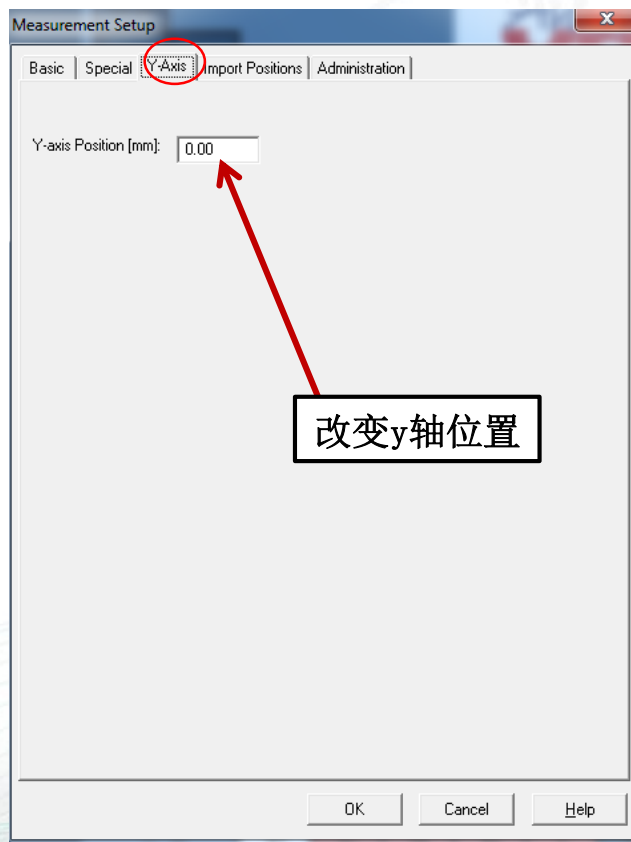 Measurement Setup
Basic Special Y-Axis Import Positions Administration
Y-axis Position [mm]: 0.00
改变y轴位置
OK Cancel Help